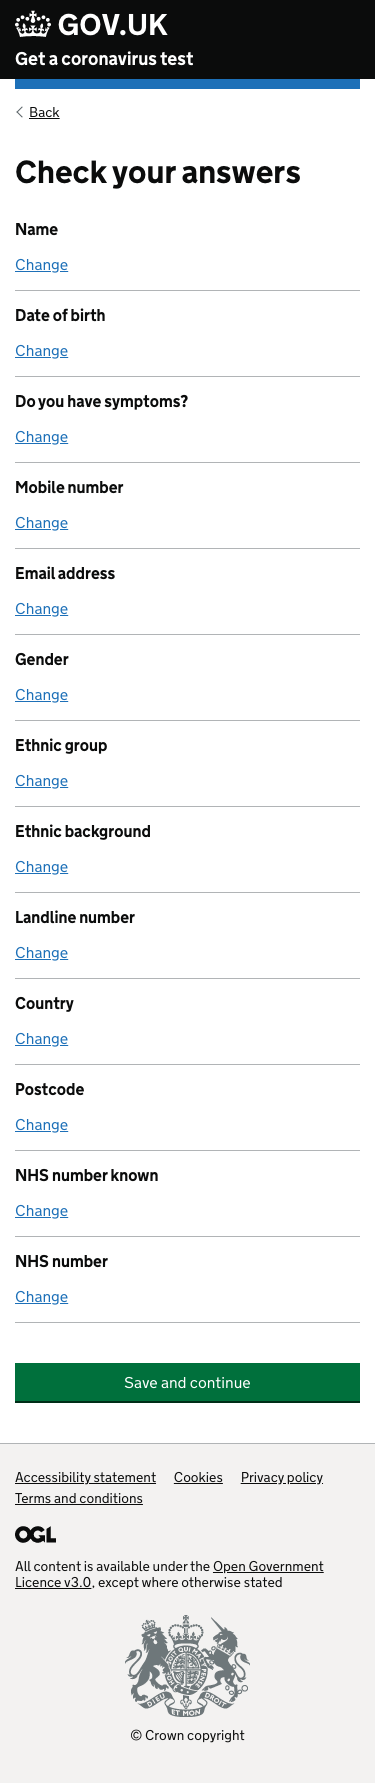 GOV.UK
Get a coronavirus test
Back
Check your answers
Name
Change
Date of birth
Change
Do you have symptoms?
Change
Mobile number
Change
Email address
Change
Gender
Change
Ethnic group
Change
Ethnic background
Change
Landline number
Change
Country
Change
Postcode
Change
NHS number known
Change
NHS number
Change
Save and continue
Accessibility statement Cookies Privacy policy
Terms and conditions
OGL
All content is available under the Open Government
Licence v3.0, except where otherwise stated
DIEU ET MON DROIT
© Crown copyright